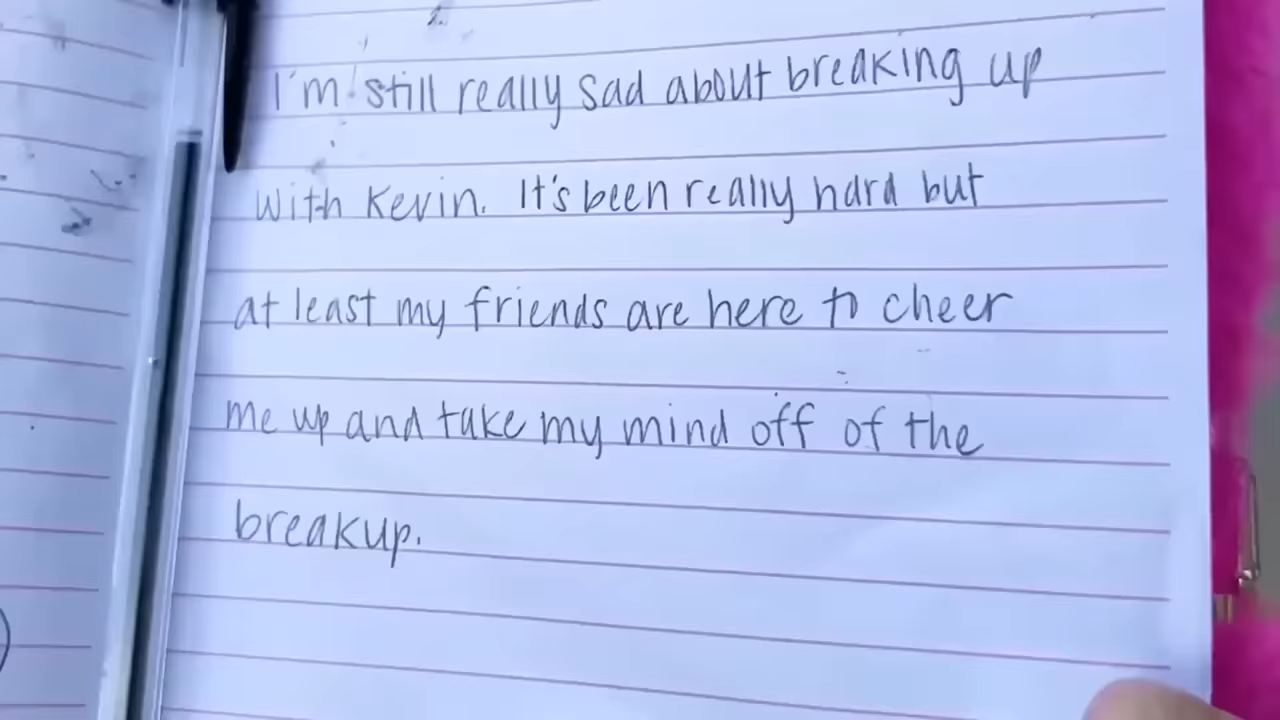 I'm still really sad about breaking up
with Kevin. It's been really hard but
at least my friends are here to cheer
me up and take my mind off of the
breakup.